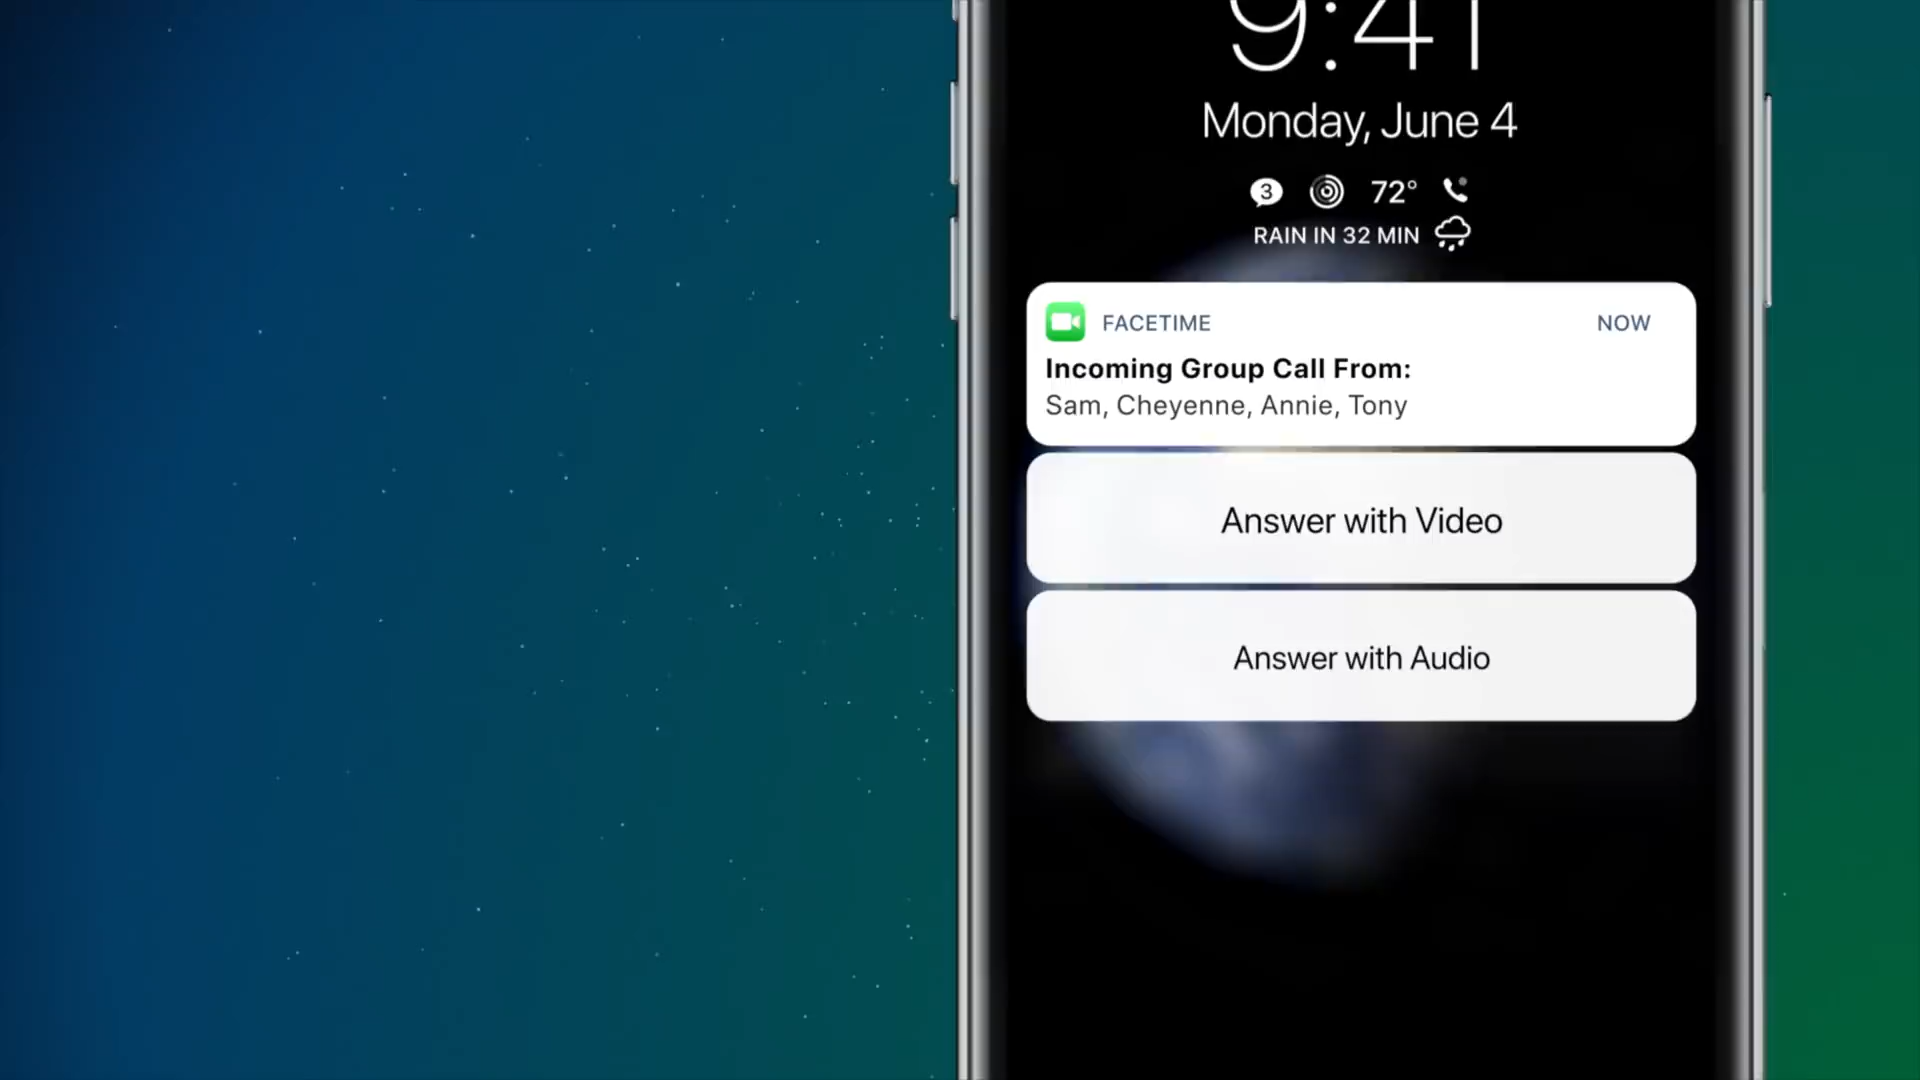 9:41
Monday, June 4
3 72°
RAIN IN 32 MIN
FACETIME NOW
Incoming Group Call From:
Sam, Cheyenne, Annie, Tony
Answer with Video
Answer with Audio